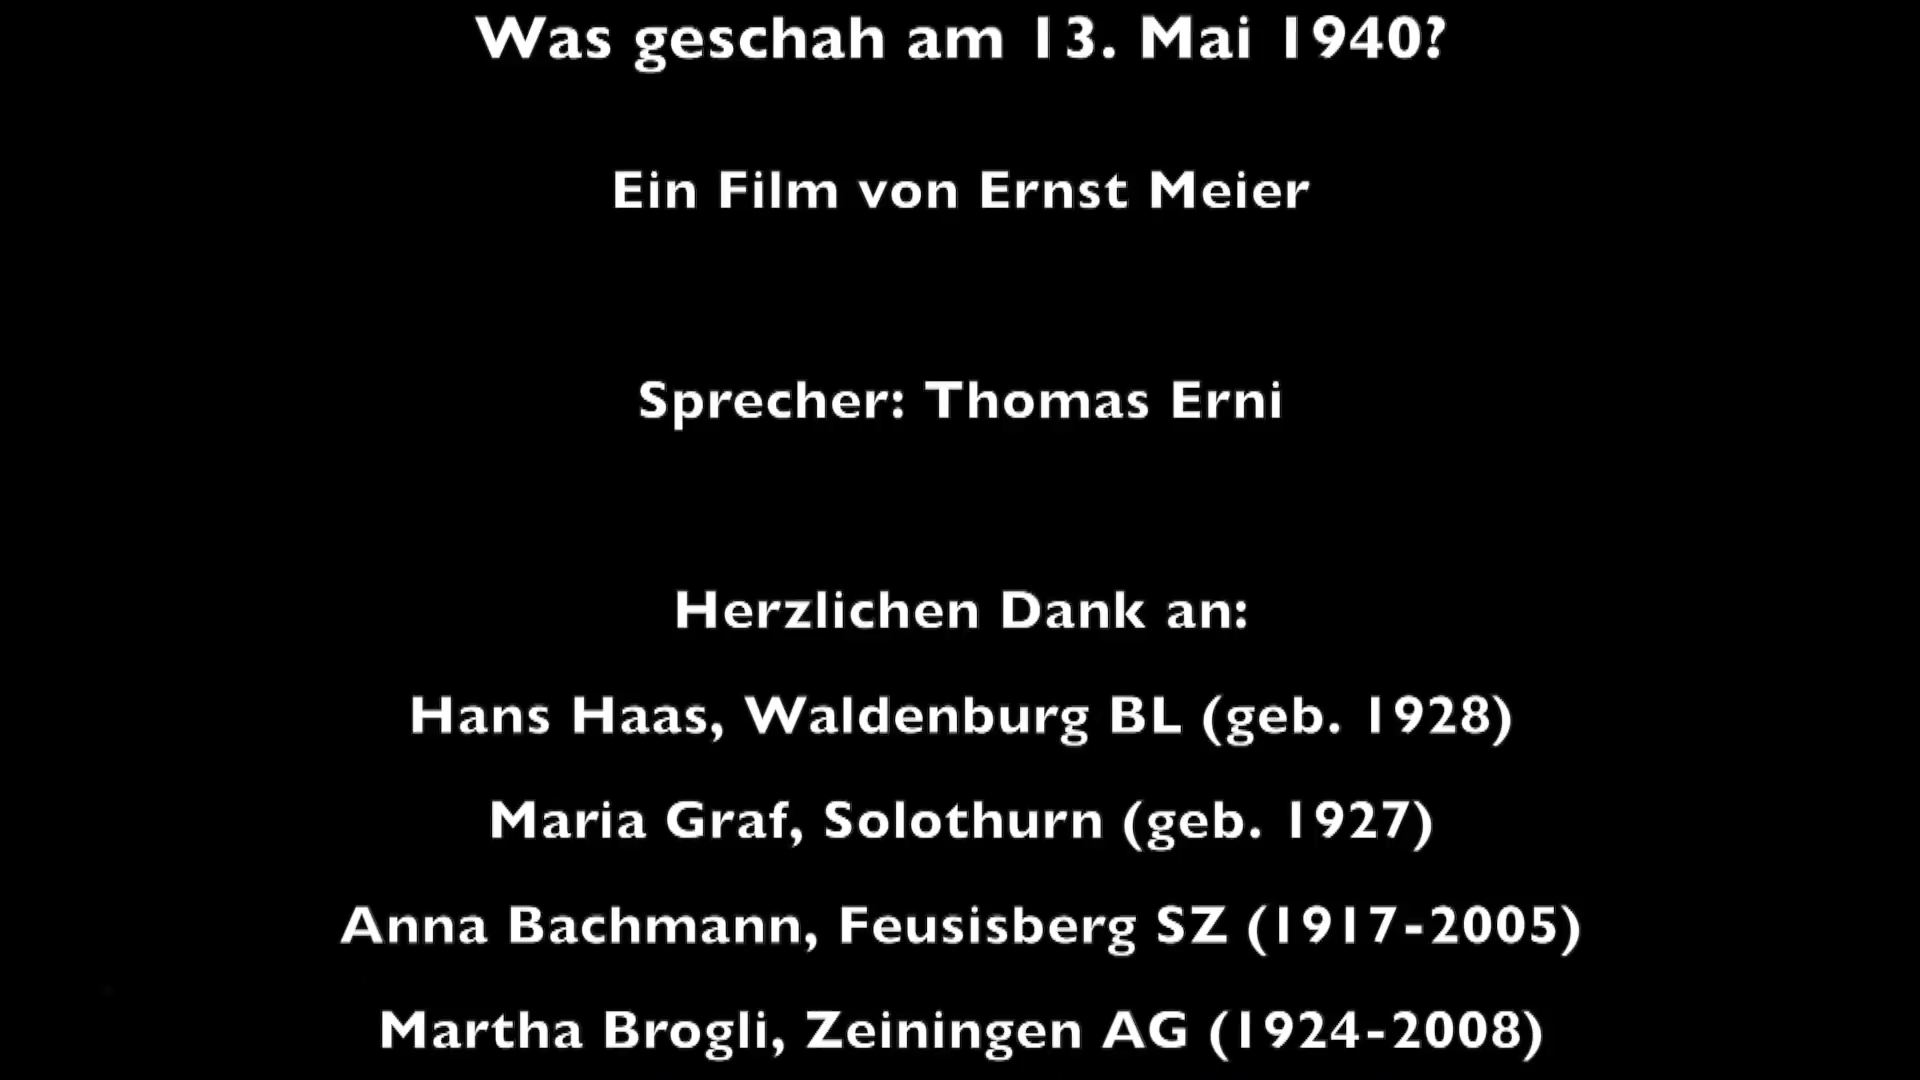 Was geschah am 13. Mai 1940?
Ein Film von Ernst Meier
Sprecher: Thomas Erni
Herzlichen Dank an:
Hans Haas, Waldenburg BL (geb. 1928)
Maria Graf, Solothurn (geb. 1927)
Anna Bachmann, Feusisberg SZ (1917-2005)
Martha Brogli, Zeiningen AG (1924-2008)